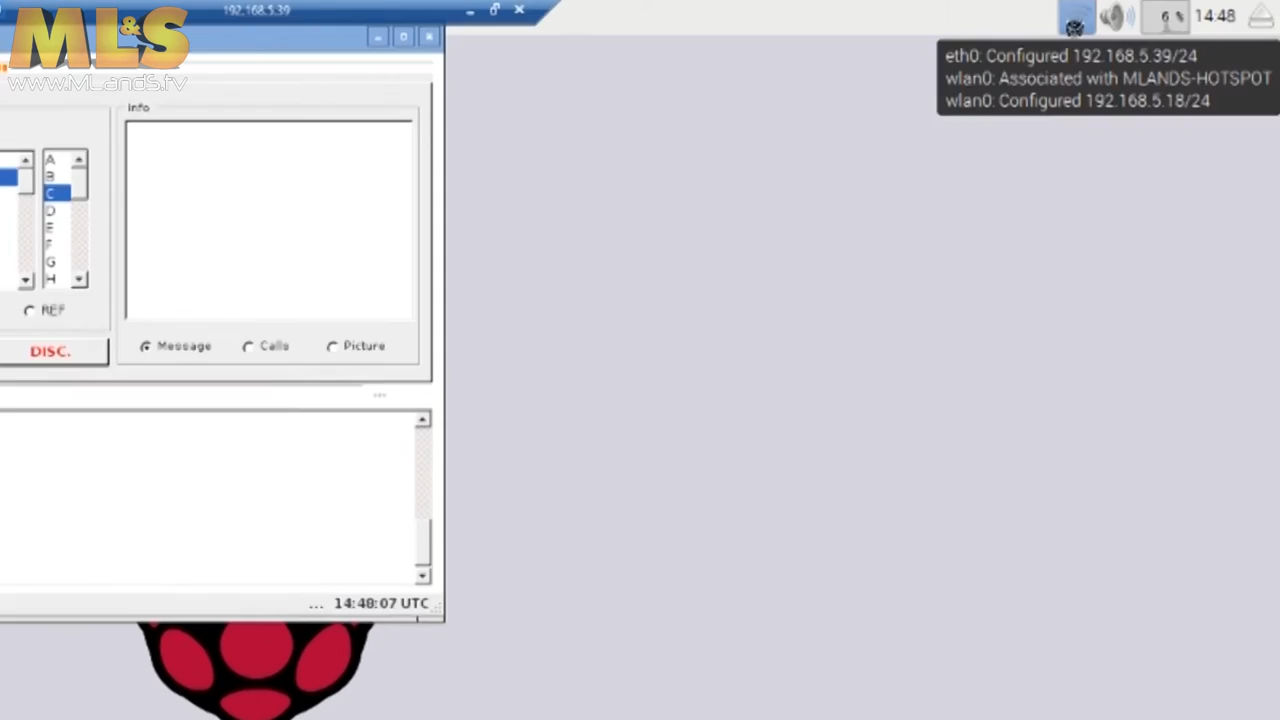 192.168.5.39
14:48
6 %
ML&S
www.MLandS.tv
eth0: Configured 192.168.5.39/24
wlan0: Associated with MLANDS-HOTSPOT
wlan0: Configured 192.168.5.18/24
Info
A
B
C
D
E
F
G
H
REF
DISC.
Message
Calls
Picture
... 14:48:07 UTC